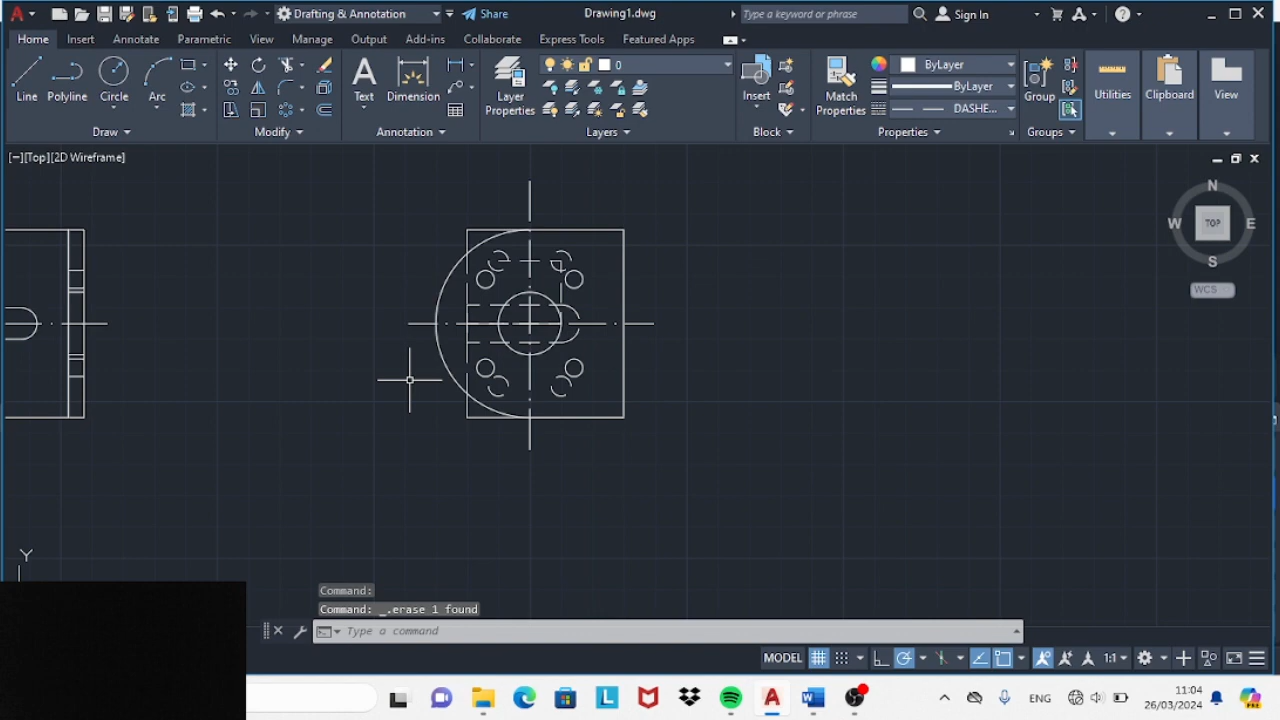 Drafting & Annotation
Share
Drawing1.dwg
Type a keyword or phrase
Sign In
Home Insert Annotate Parametric View Manage Output Add-ins Collaborate Express Tools Featured Apps
0
ByLayer
ByLayer
DASHE...
Line Polyline Circle Arc
Text Dimension
Layer
Properties
Insert
Match
Properties
Group
Utilities
Clipboard
View
Draw
Modify
Annotation
Layers
Block
Properties
Groups
[−][Top][2D Wireframe]
N
W TOP E
S
WCS
Y
Command:
Command: _.erase 1 found
Type a command
MODEL
1:1
ENG
11:04
26/03/2024